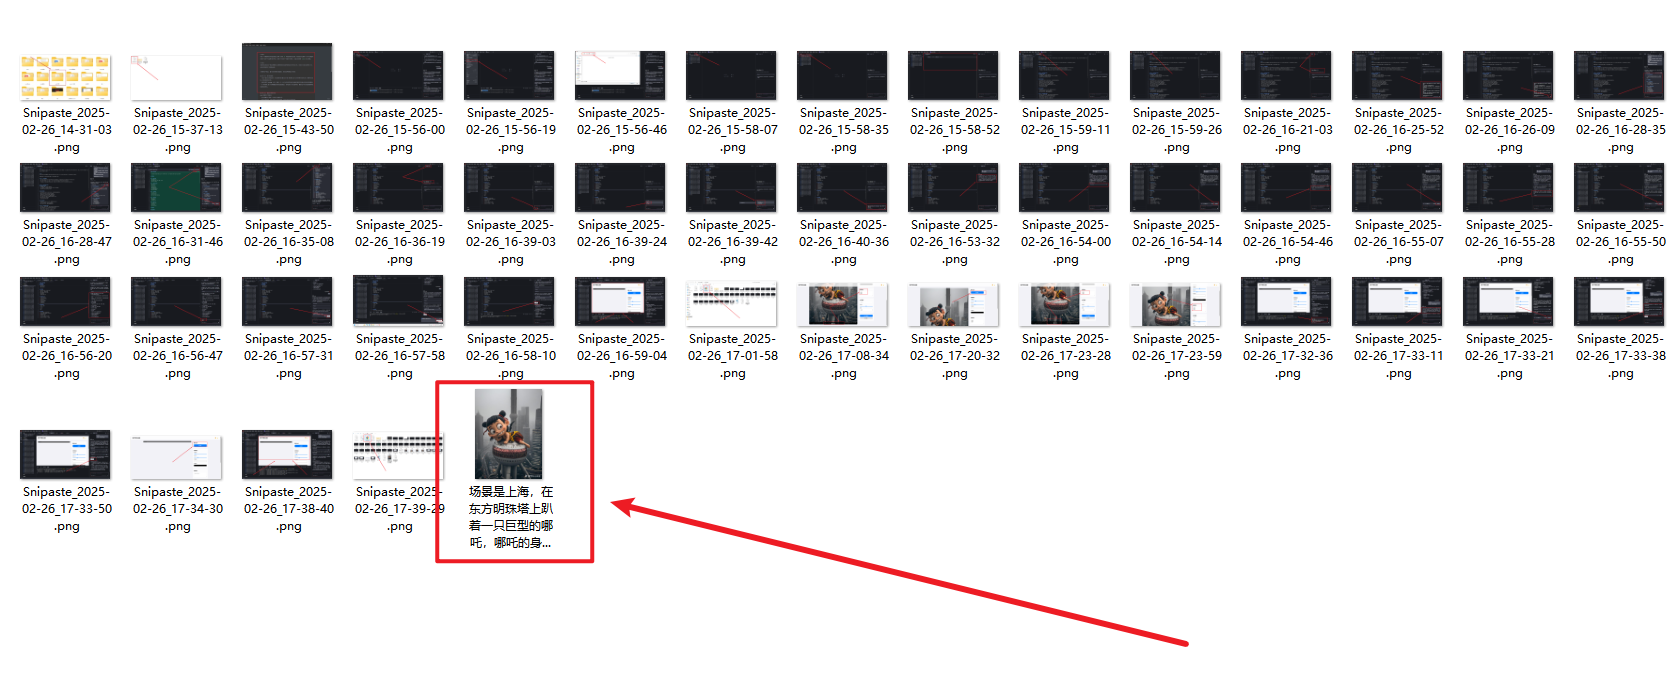 Snipaste_2025-02-26_14-31-03.png
Snipaste_2025-02-26_15-37-13.png
Snipaste_2025-02-26_15-43-50.png
Snipaste_2025-02-26_15-56-00.png
Snipaste_2025-02-26_15-56-19.png
Snipaste_2025-02-26_15-56-46.png
Snipaste_2025-02-26_15-58-07.png
Snipaste_2025-02-26_15-58-35.png
Snipaste_2025-02-26_15-58-52.png
Snipaste_2025-02-26_15-59-11.png
Snipaste_2025-02-26_15-59-26.png
Snipaste_2025-02-26_16-21-03.png
Snipaste_2025-02-26_16-25-52.png
Snipaste_2025-02-26_16-26-09.png
Snipaste_2025-02-26_16-28-35.png
Snipaste_2025-02-26_16-28-47.png
Snipaste_2025-02-26_16-31-46.png
Snipaste_2025-02-26_16-35-08.png
Snipaste_2025-02-26_16-36-19.png
Snipaste_2025-02-26_16-39-03.png
Snipaste_2025-02-26_16-39-24.png
Snipaste_2025-02-26_16-39-42.png
Snipaste_2025-02-26_16-40-36.png
Snipaste_2025-02-26_16-53-32.png
Snipaste_2025-02-26_16-54-00.png
Snipaste_2025-02-26_16-54-14.png
Snipaste_2025-02-26_16-54-46.png
Snipaste_2025-02-26_16-55-07.png
Snipaste_2025-02-26_16-55-28.png
Snipaste_2025-02-26_16-55-50.png
Snipaste_2025-02-26_16-56-20.png
Snipaste_2025-02-26_16-56-47.png
Snipaste_2025-02-26_16-57-31.png
Snipaste_2025-02-26_16-57-58.png
Snipaste_2025-02-26_16-58-10.png
Snipaste_2025-02-26_16-59-04.png
Snipaste_2025-02-26_17-01-58.png
Snipaste_2025-02-26_17-08-34.png
Snipaste_2025-02-26_17-20-32.png
Snipaste_2025-02-26_17-23-28.png
Snipaste_2025-02-26_17-23-59.png
Snipaste_2025-02-26_17-32-36.png
Snipaste_2025-02-26_17-33-11.png
Snipaste_2025-02-26_17-33-21.png
Snipaste_2025-02-26_17-33-38.png
Snipaste_2025-02-26_17-33-50.png
Snipaste_2025-02-26_17-34-30.png
Snipaste_2025-02-26_17-38-40.png
Snipaste_2025-02-26_17-39-29.png
场景是上海，在
东方明珠塔上趴
着一只巨型的哪
吒，哪吒的身...